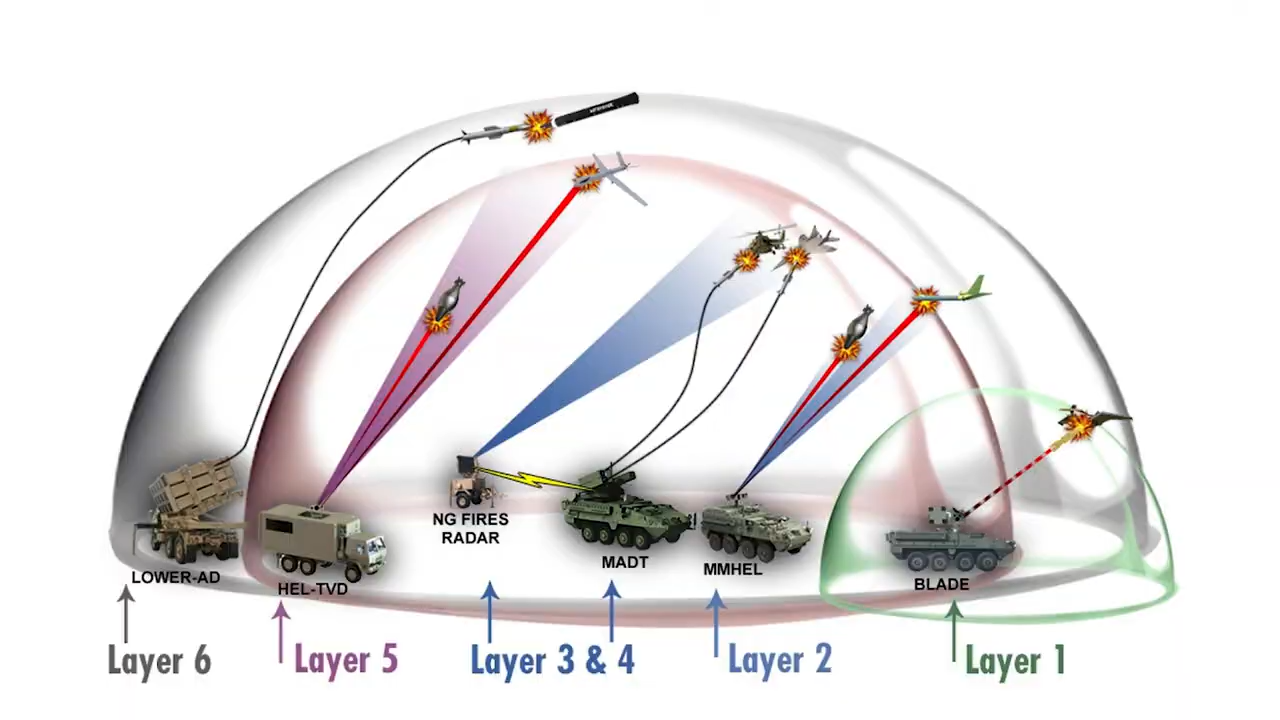 NG FIRES
RADAR
MADT
MMHEL
LOWER-AD
HEL-TVD
BLADE
Layer 6
Layer 5
Layer 3 & 4
Layer 2
Layer 1